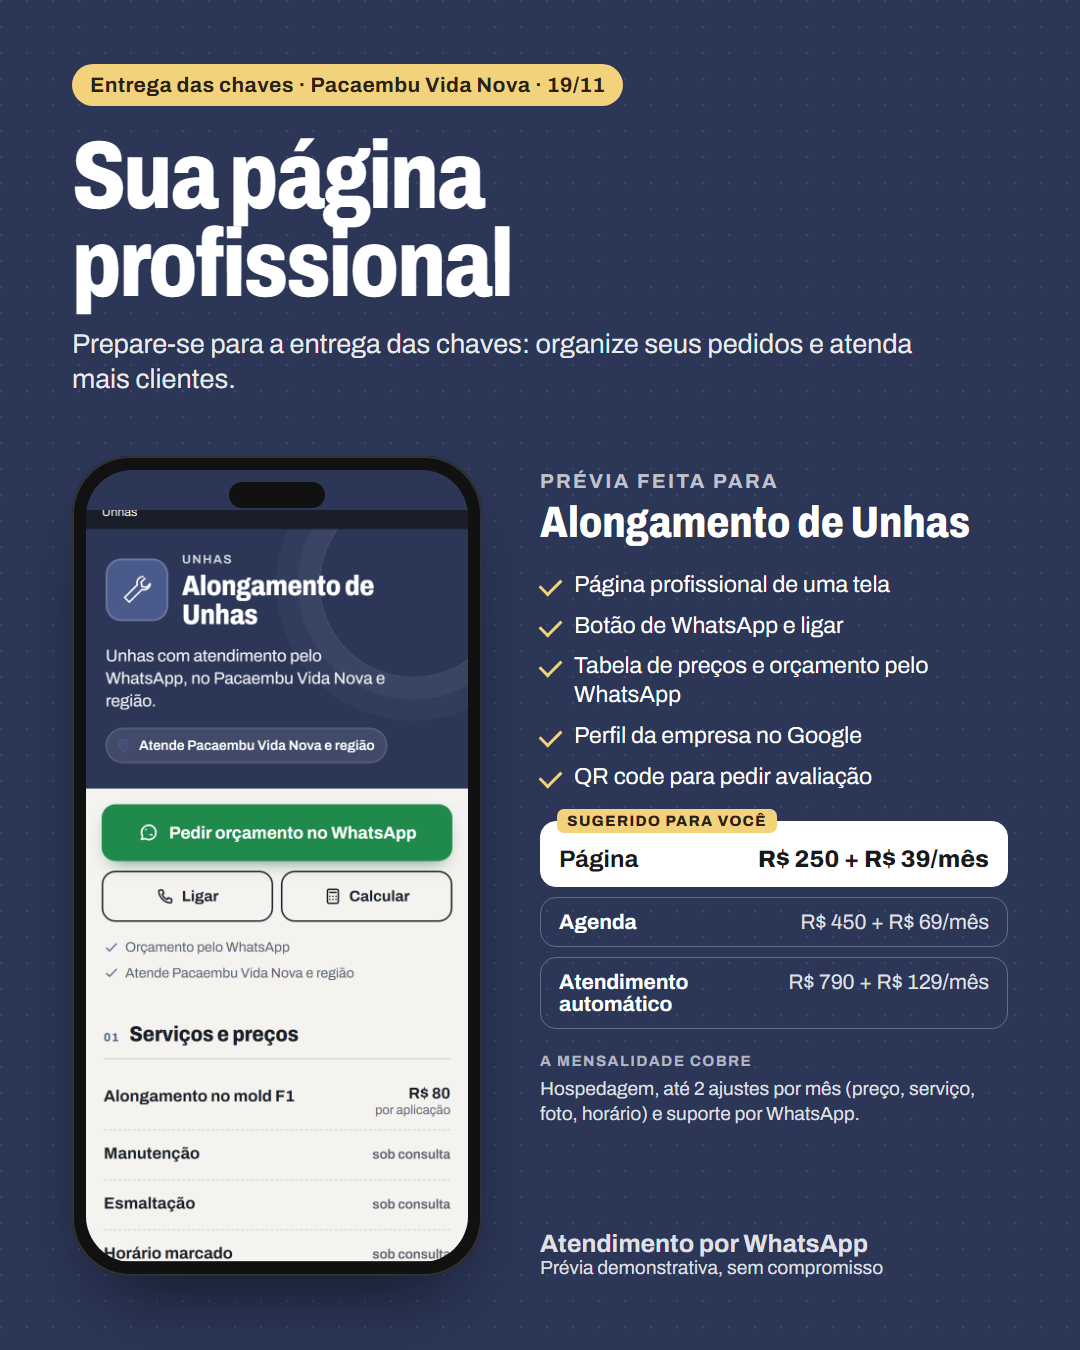 Entrega das chaves · Pacaembu Vida Nova · 19/11
Sua página
profissional
Prepare-se para a entrega das chaves: organize seus pedidos e atenda
mais clientes.
Unhas
UNHAS
Alongamento de
Unhas
Unhas com atendimento pelo
WhatsApp, no Pacaembu Vida Nova e
região.
Atende Pacaembu Vida Nova e região
Pedir orçamento no WhatsApp
Ligar
Calcular
Orçamento pelo WhatsApp
Atende Pacaembu Vida Nova e região
01 Serviços e preços
Alongamento no mold F1 R$ 80
por aplicação
Manutenção sob consulta
Esmaltação sob consulta
Horário marcado sob consulta
PRÉVIA FEITA PARA
Alongamento de Unhas
Página profissional de uma tela
Botão de WhatsApp e ligar
Tabela de preços e orçamento pelo
WhatsApp
Perfil da empresa no Google
QR code para pedir avaliação
SUGERIDO PARA VOCÊ
Página R$ 250 + R$ 39/mês
Agenda R$ 450 + R$ 69/mês
Atendimento R$ 790 + R$ 129/mês
automático
A MENSALIDADE COBRE
Hospedagem, até 2 ajustes por mês (preço, serviço,
foto, horário) e suporte por WhatsApp.
Atendimento por WhatsApp
Prévia demonstrativa, sem compromisso